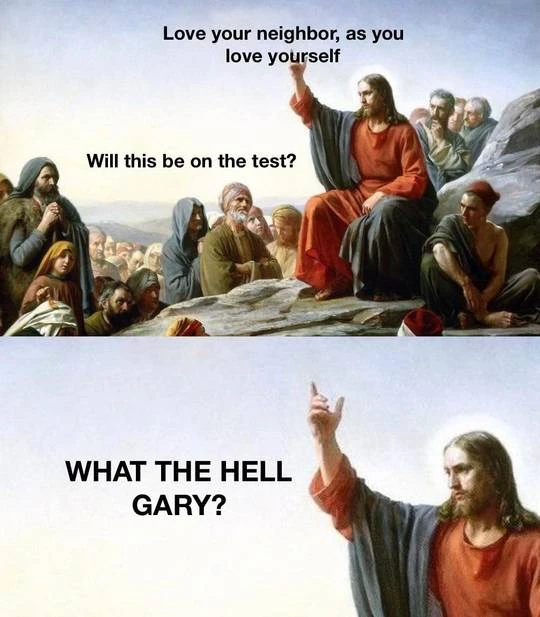 Love your neighbor, as you
love yourself
Will this be on the test?
WHAT THE HELL
GARY?